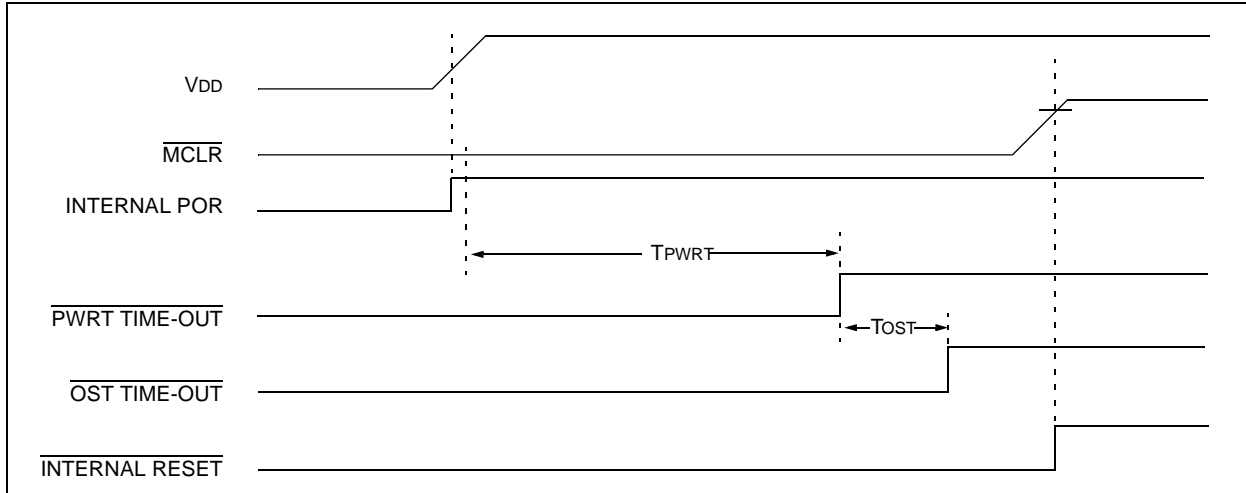 VDD
MCLR
INTERNAL POR
TPWRT
PWRT TIME-OUT
TOST
OST TIME-OUT
INTERNAL RESET